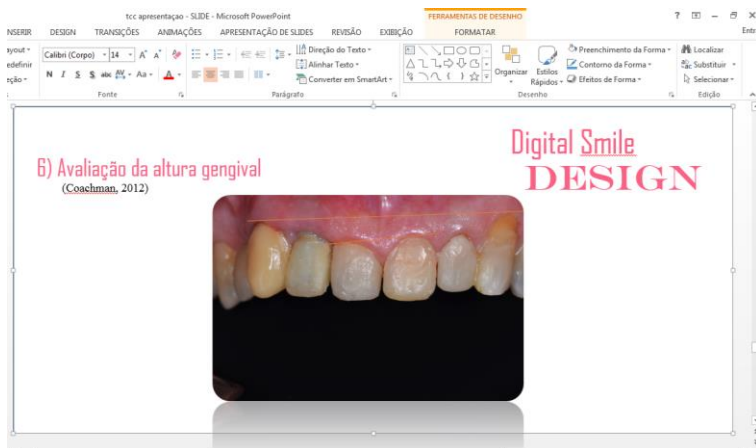 tcc apresentaçao - SLIDE - Microsoft PowerPoint
FERRAMENTAS DE DESENHO
NSERIR DESIGN TRANSIÇÕES ANIMAÇÕES APRESENTAÇÃO DE SLIDES REVISÃO EXIBIÇÃO FORMATAR
Entr
ayout
Calibri (Corpo) 14
Direção do Texto
Preenchimento da Forma
Localizar
edefinir
N I S S abc AV Aa A
Alinhar Texto
Organizar Estilos
Rápidos
Contorno da Forma
Substituir
eção
Converter em SmartArt
Efeitos de Forma
Selecionar
Fonte Parágrafo Desenho Edição
Digital Smile
DESIGN
6) Avaliação da altura gengival
(Coachman, 2012)